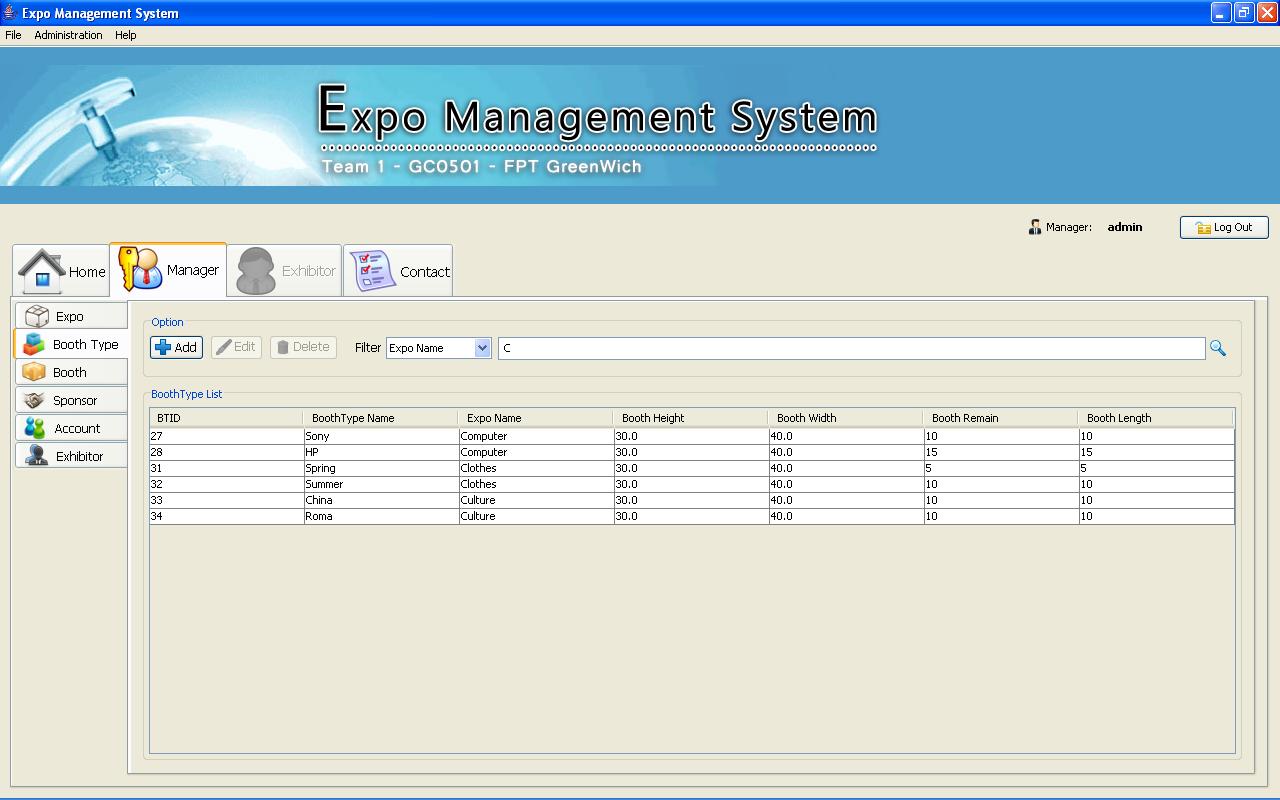 Expo Management System
File Administration Help
Expo Management System
Team 1 - GC0501 - FPT GreenWich
Manager: admin Log Out
Home Manager Exhibitor Contact
Expo
Booth Type
Booth
Sponsor
Account
Exhibitor
Option
Add Edit Delete Filter Expo Name C
BoothType List
BTID BoothType Name Expo Name Booth Height Booth Width Booth Remain Booth Length
27 Sony Computer 30.0 40.0 10 10
28 HP Computer 30.0 40.0 15 15
31 Spring Clothes 30.0 40.0 5 5
32 Summer Clothes 30.0 40.0 10 10
33 China Culture 30.0 40.0 10 10
34 Roma Culture 30.0 40.0 10 10